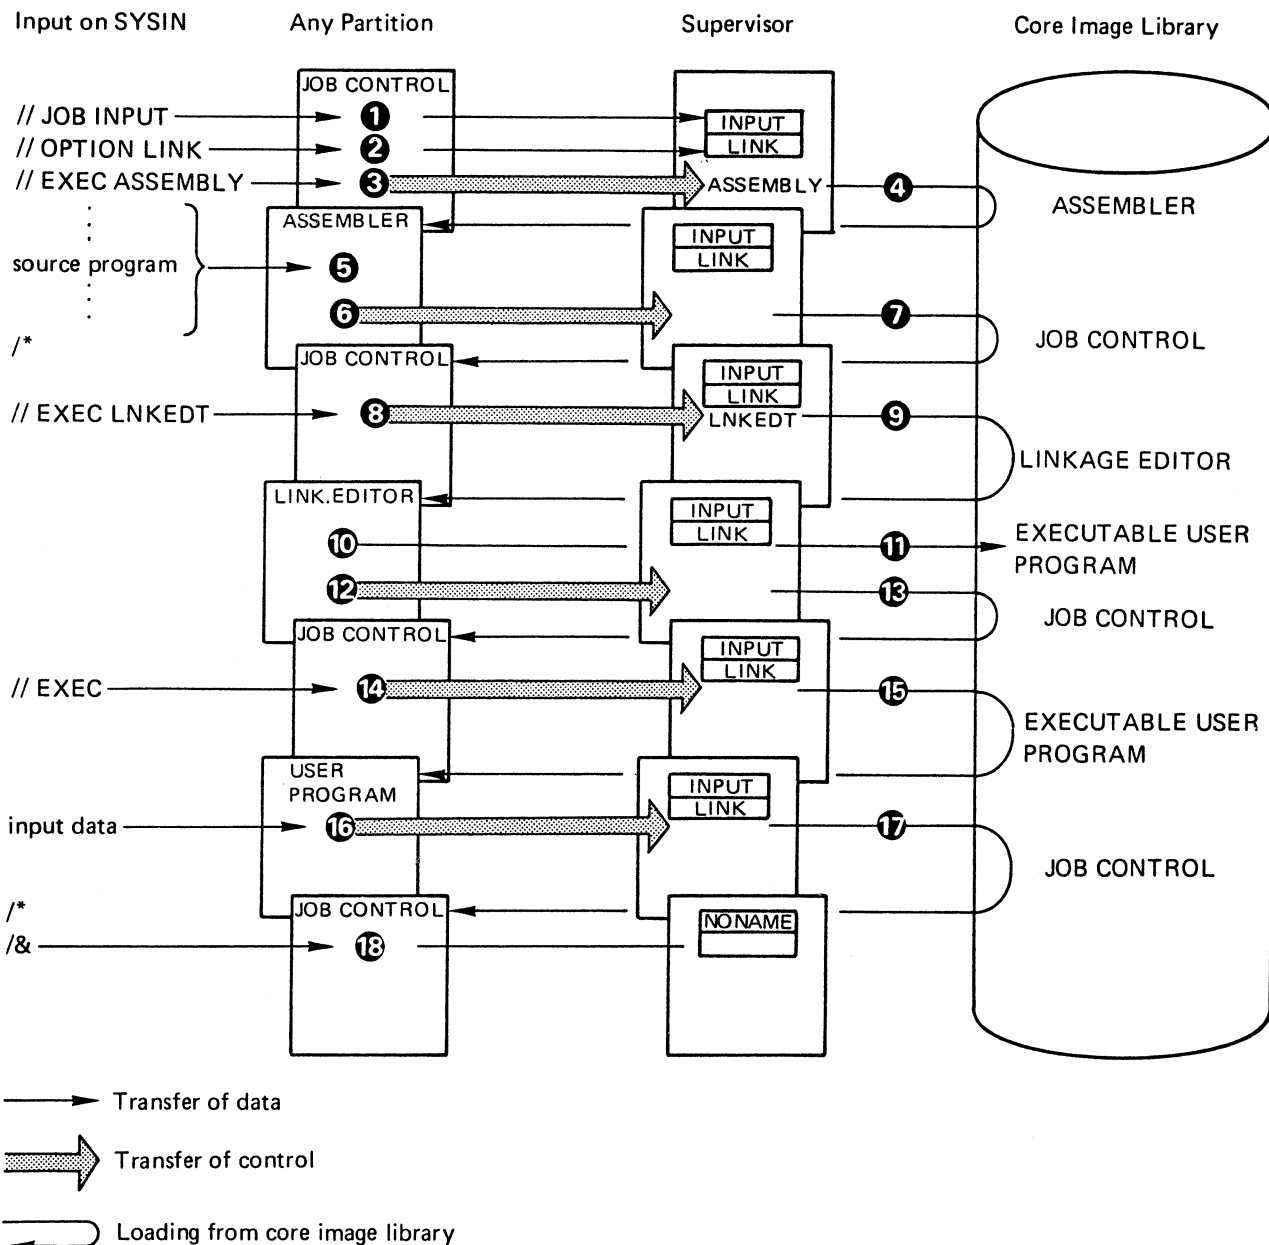 Input on SYSIN
Any Partition
Supervisor
Core Image Library
JOB CONTROL
// JOB INPUT
1
INPUT
// OPTION LINK
2
LINK
// EXEC ASSEMBLY
3
ASSEMBLY
4
ASSEMBLER
ASSEMBLER
INPUT
LINK
source program
5
6
7
/*
JOB CONTROL
JOB CONTROL
INPUT
LINK
// EXEC LNKEDT
8
LNKEDT
9
LINKAGE EDITOR
LINK.EDITOR
INPUT
LINK
10
11
EXECUTABLE USER
PROGRAM
12
13
JOB CONTROL
JOB CONTROL
INPUT
LINK
// EXEC
14
15
EXECUTABLE USER
PROGRAM
USER
PROGRAM
INPUT
LINK
input data
16
17
JOB CONTROL
/*
JOB CONTROL
NONAME
/&
18
Transfer of data
Transfer of control
Loading from core image library